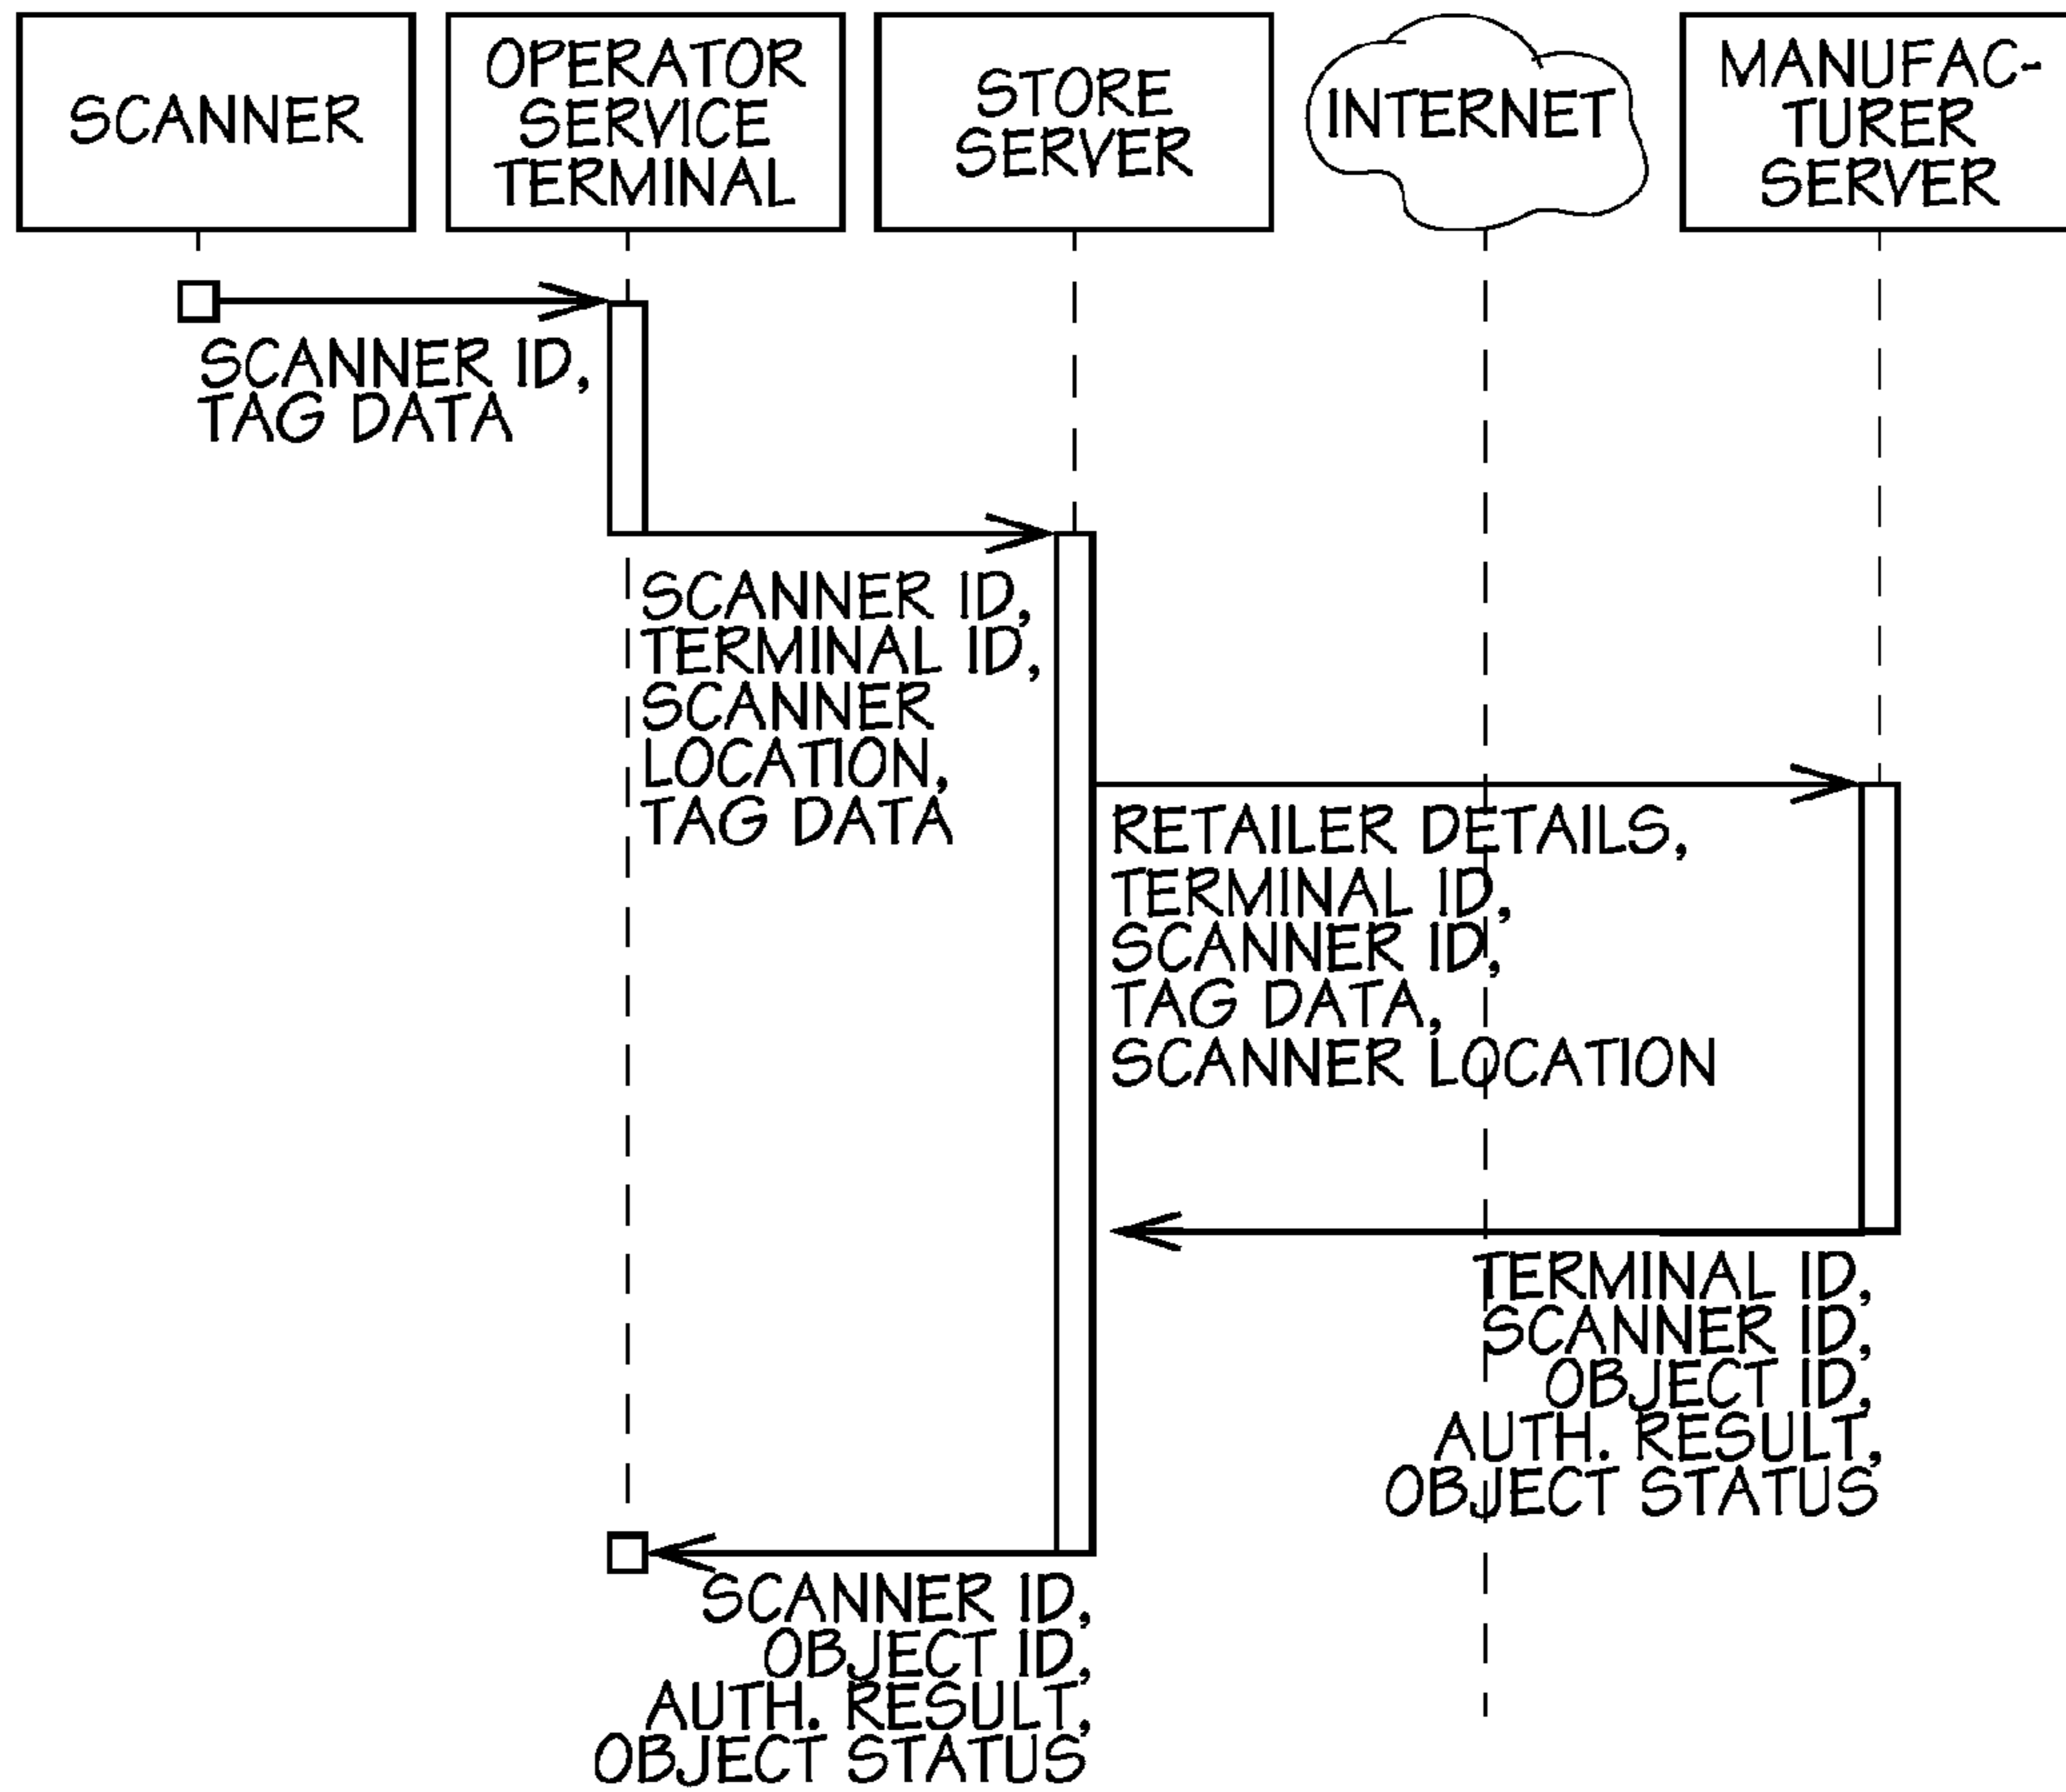 SCANNER
OPERATOR
SERVICE
TERMINAL
STORE
SERVER
INTERNET
MANUFAC-
TURER
SERVER
SCANNER ID,
TAG DATA
SCANNER ID,
TERMINAL ID,
SCANNER
LOCATION,
TAG DATA
RETAILER DETAILS,
TERMINAL ID,
SCANNER ID,
TAG DATA,
SCANNER LOCATION
TERMINAL ID,
SCANNER ID,
OBJECT ID,
AUTH. RESULT,
OBJECT STATUS
SCANNER ID,
OBJECT ID,
AUTH. RESULT,
OBJECT STATUS